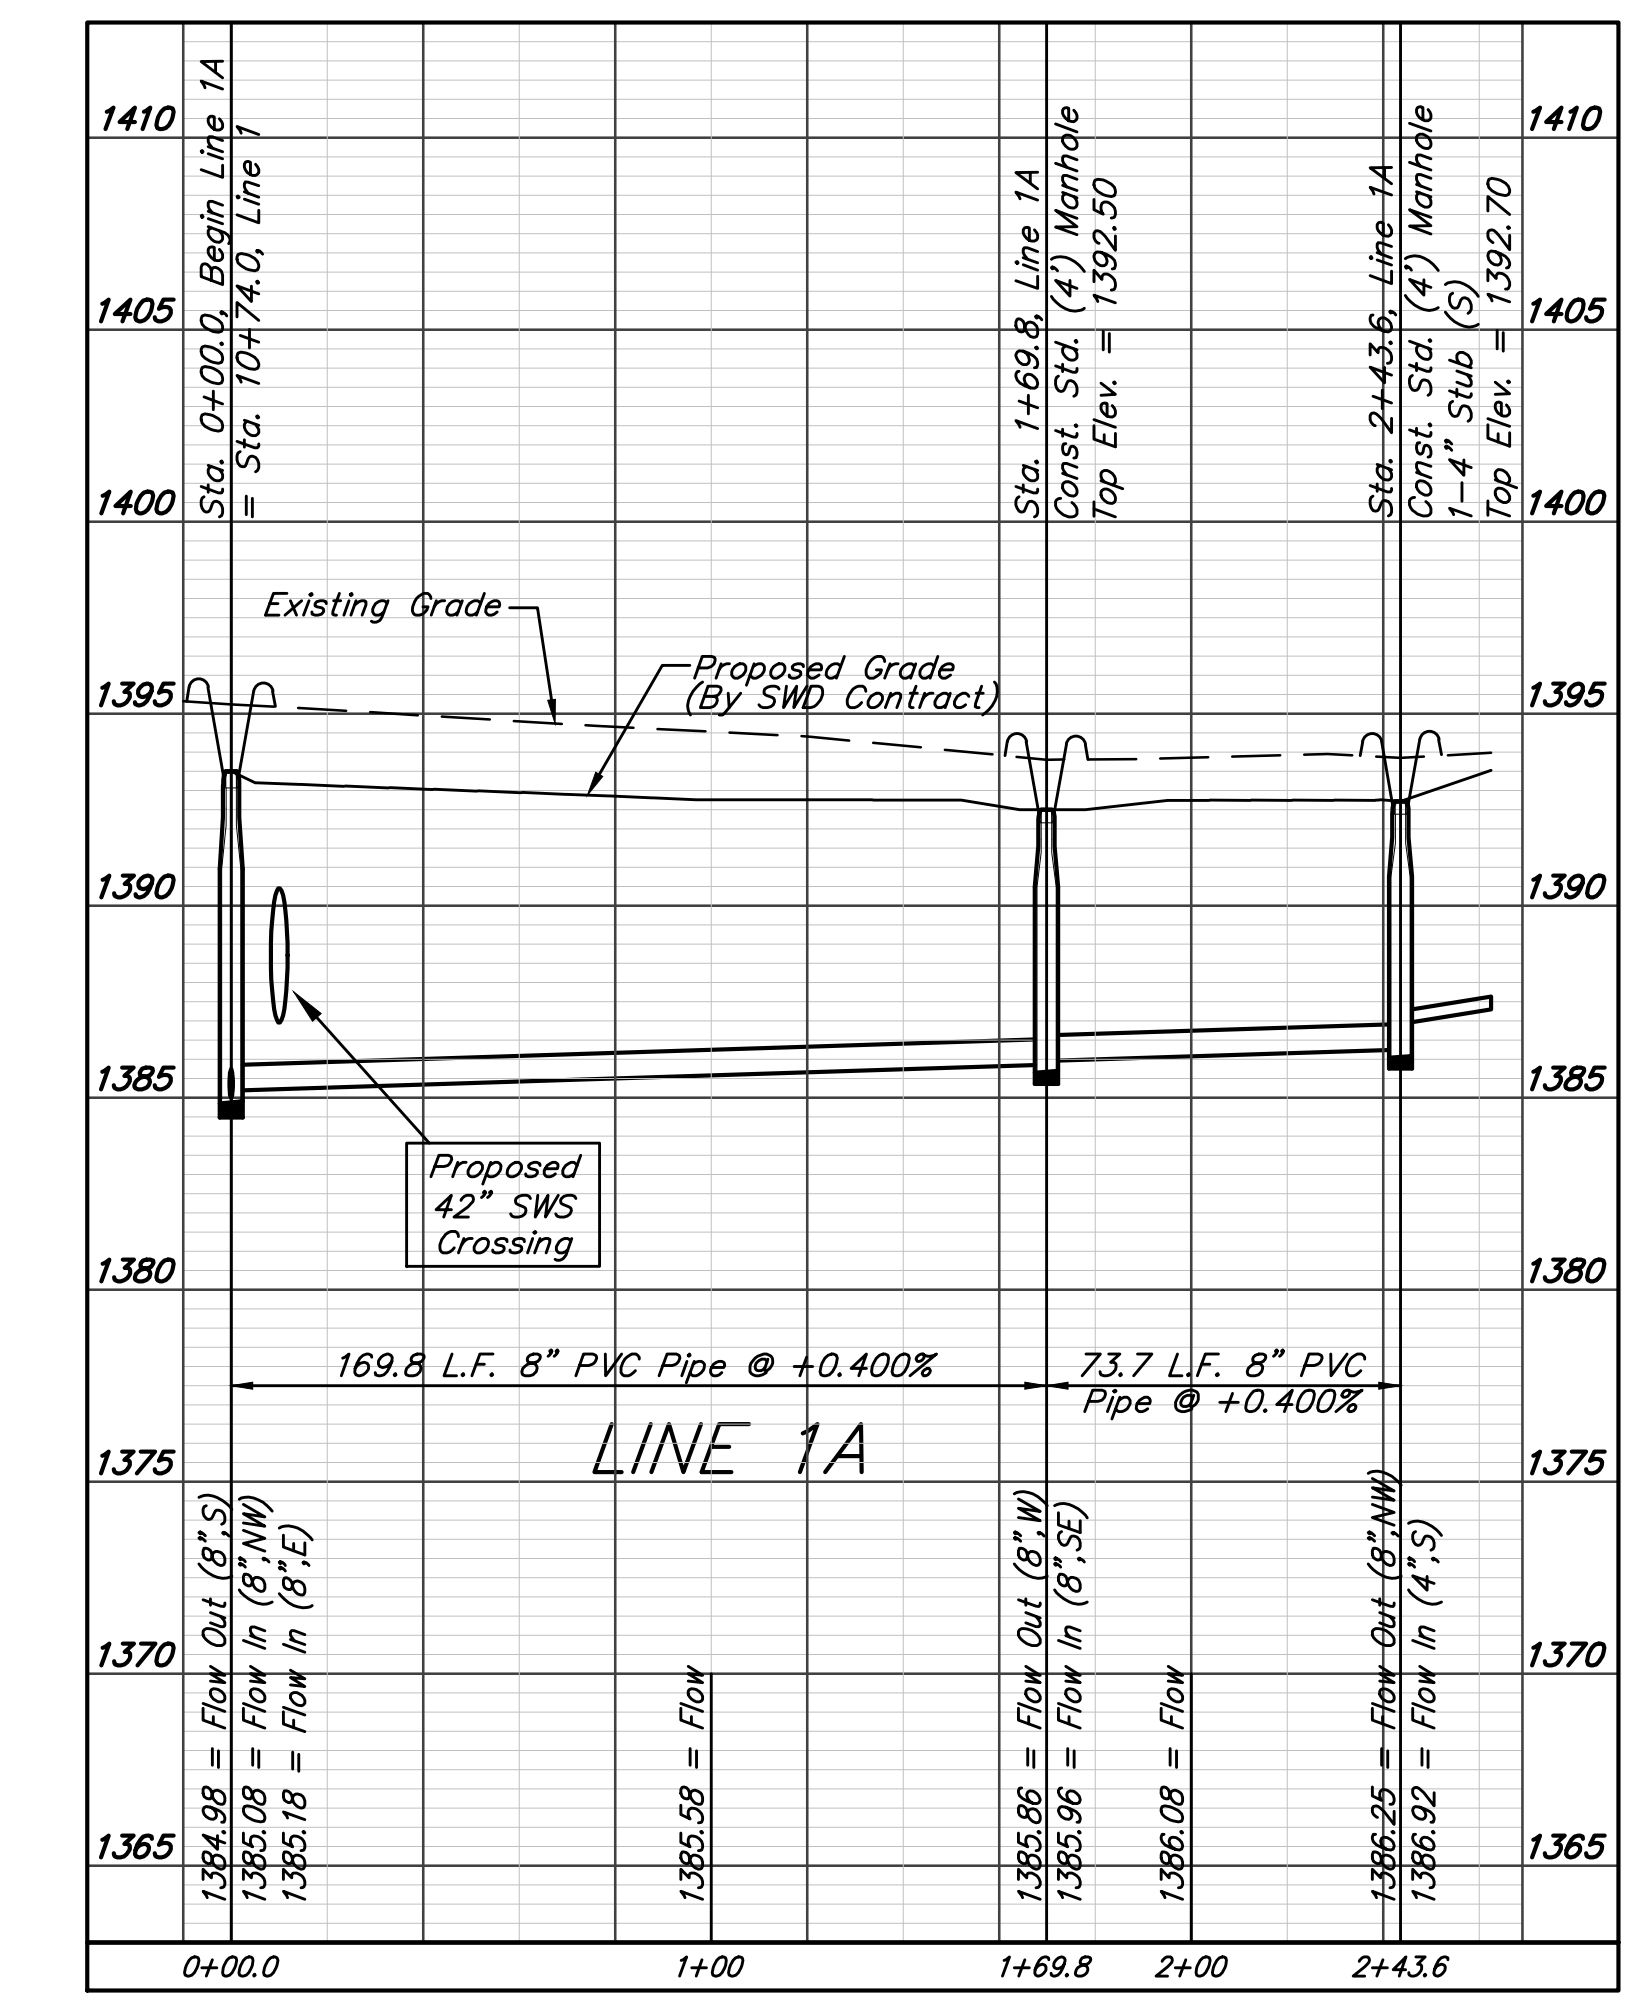 Sta. 0+00.0, Begin Line 1A
= Sta. 10+74.0, Line 1
Sta. 1+69.8, Line 1A
Const. Std. (4') Manhole
Top Elev. = 1392.50
Sta. 2+43.6, Line 1A
Const. Std. (4') Manhole
1-4" Stub (S)
Top Elev. = 1392.70
1410
1410
1405
1405
1400
1400
Existing Grade
Proposed Grade
(By SWD Contract)
1395
1395
1390
1390
1385
1385
Proposed
42" SWS
Crossing
1380
1380
169.8 L.F. 8" PVC Pipe @ +0.400%
73.7 L.F. 8" PVC
Pipe @ +0.400%
LINE 1A
1375
1375
1370
1370
1365
1365
1384.98 = Flow Out (8",S)
1385.08 = Flow In (8",NW)
1385.18 = Flow In (8",E)
1385.58 = Flow
1385.86 = Flow Out (8",W)
1385.96 = Flow In (8",SE)
1386.08 = Flow
1386.25 = Flow Out (8",NW)
1386.92 = Flow In (4",S)
0+00.0
1+00
1+69.8
2+00
2+43.6